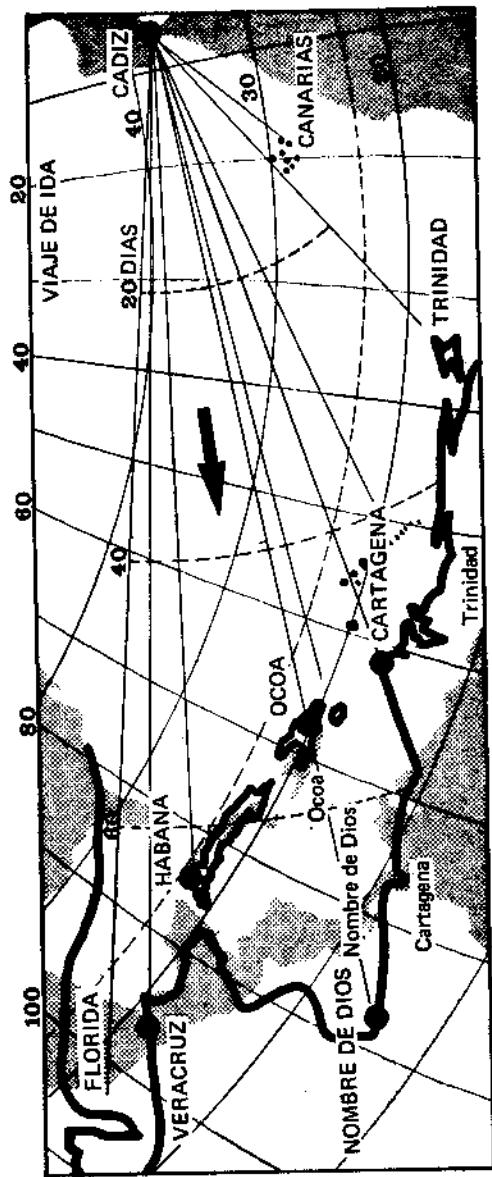 100
80
60
40
20
VIAJE DE IDA
FLORIDA
40
20 DIAS
40
CADIZ
HABANA
VERACRUZ
30
OCOA
CANARIAS
Ocoa
NOMBRE DE DIOS
Nombre de Dios
CARTAGENA
20
Cartagena
TRINIDAD
Trinidad